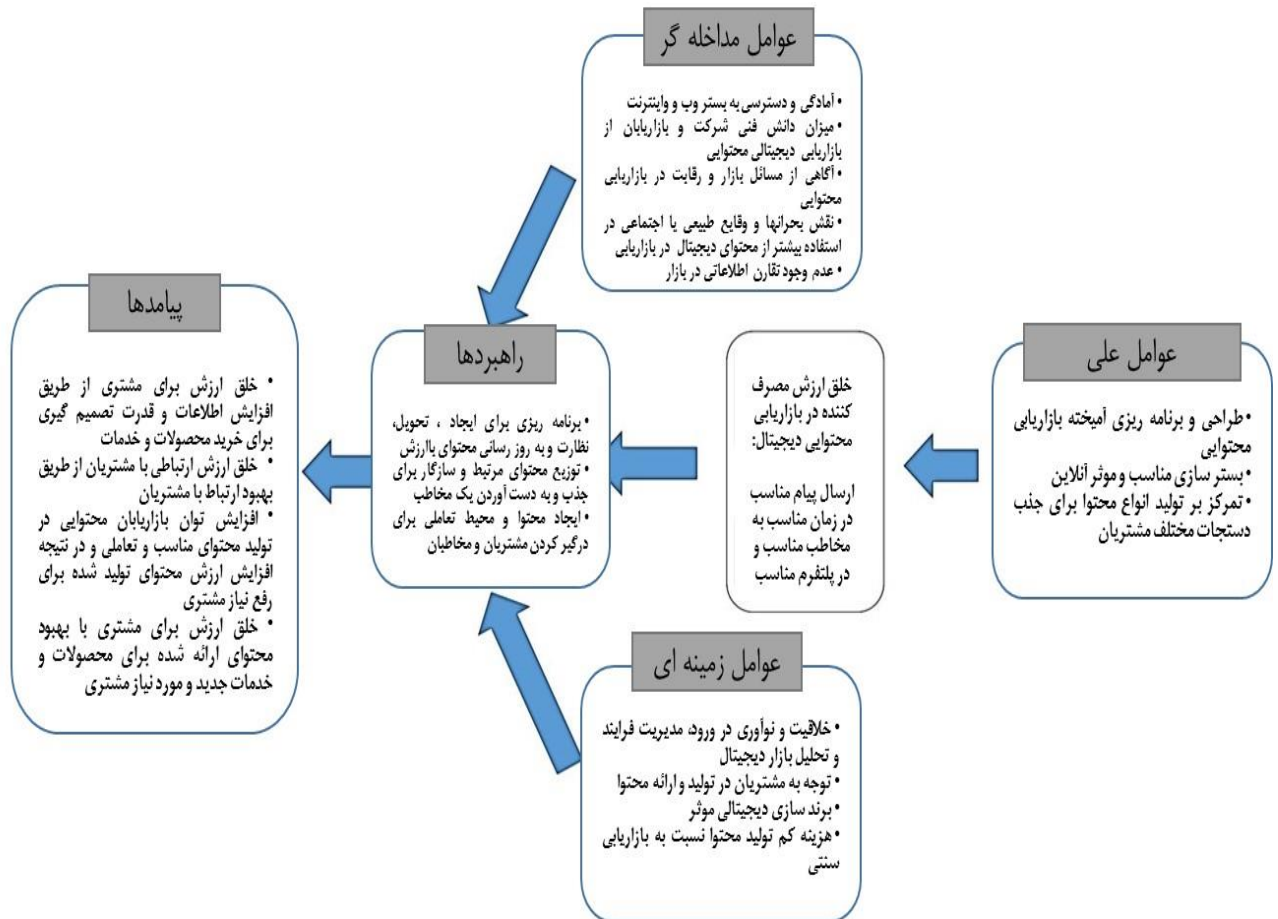 عوامل مداخله گر
•آمادگی و دسترسی به بستر وب و واینترنت
•میزان دانش فنی شرکت و بازاریابان از
بازاریابی دیجیتالی محتوایی
•آگاهی از مسائل بازار و رقابت در بازاریابی
محتوایی
•نقش بحرانها و وقایع طبیعی یا اجتماعی در
استفاده بیشتر از محتوای دیجیتال در بازاریابی
•عدم وجود تقارن اطلاعاتی در بازار
عوامل علی
•طراحی و برنامه ریزی آمیخته بازاریابی
محتوایی
•بستر سازی مناسب و موثر آنلاین
•تمرکز بر تولید انواع محتوا برای جذب
دستجات مختلف مشتریان
خلق ارزش مصرف
کننده در بازاریابی
محتوایی دیجیتال:
ارسال پیام مناسب
در زمان مناسب به
مخاطب مناسب و
در پلتفرم مناسب
راهبردها
•برنامه ریزی برای ایجاد ، تحویل،
نظارت و به روز رسانی محتوای باارزش
•توزیع محتوای مرتبط و سازگار برای
جذب و به دست آوردن یک مخاطب
•ایجاد محتوا و محیط تعاملی برای
درگیر کردن مشتریان و مخاطبان
پیامدها
• خلق ارزش برای مشتری از طریق
افزایش اطلاعات و قدرت تصمیم گیری
برای خرید محصولات و خدمات
• خلق ارزش ارتباطی با مشتریان از طریق
بهبود ارتباط با مشتریان
• افزایش توان بازاریابان محتوایی در
تولید محتوای مناسب و تعاملی و در نتیجه
افزایش ارزش محتوای تولید شده برای
رفع نیاز مشتری
• خلق ارزش برای مشتری با بهبود
محتوای ارائه شده برای محصولات و
خدمات جدید و مورد نیاز مشتری
عوامل زمینه ای
•خلاقیت و نوآوری در ورود، مدیریت فرایند
و تحلیل بازار دیجیتال
•توجه به مشتریان در تولید و ارائه محتوا
•برند سازی دیجیتالی موثر
•هزینه کم تولید محتوا نسبت به بازاریابی
سنتی